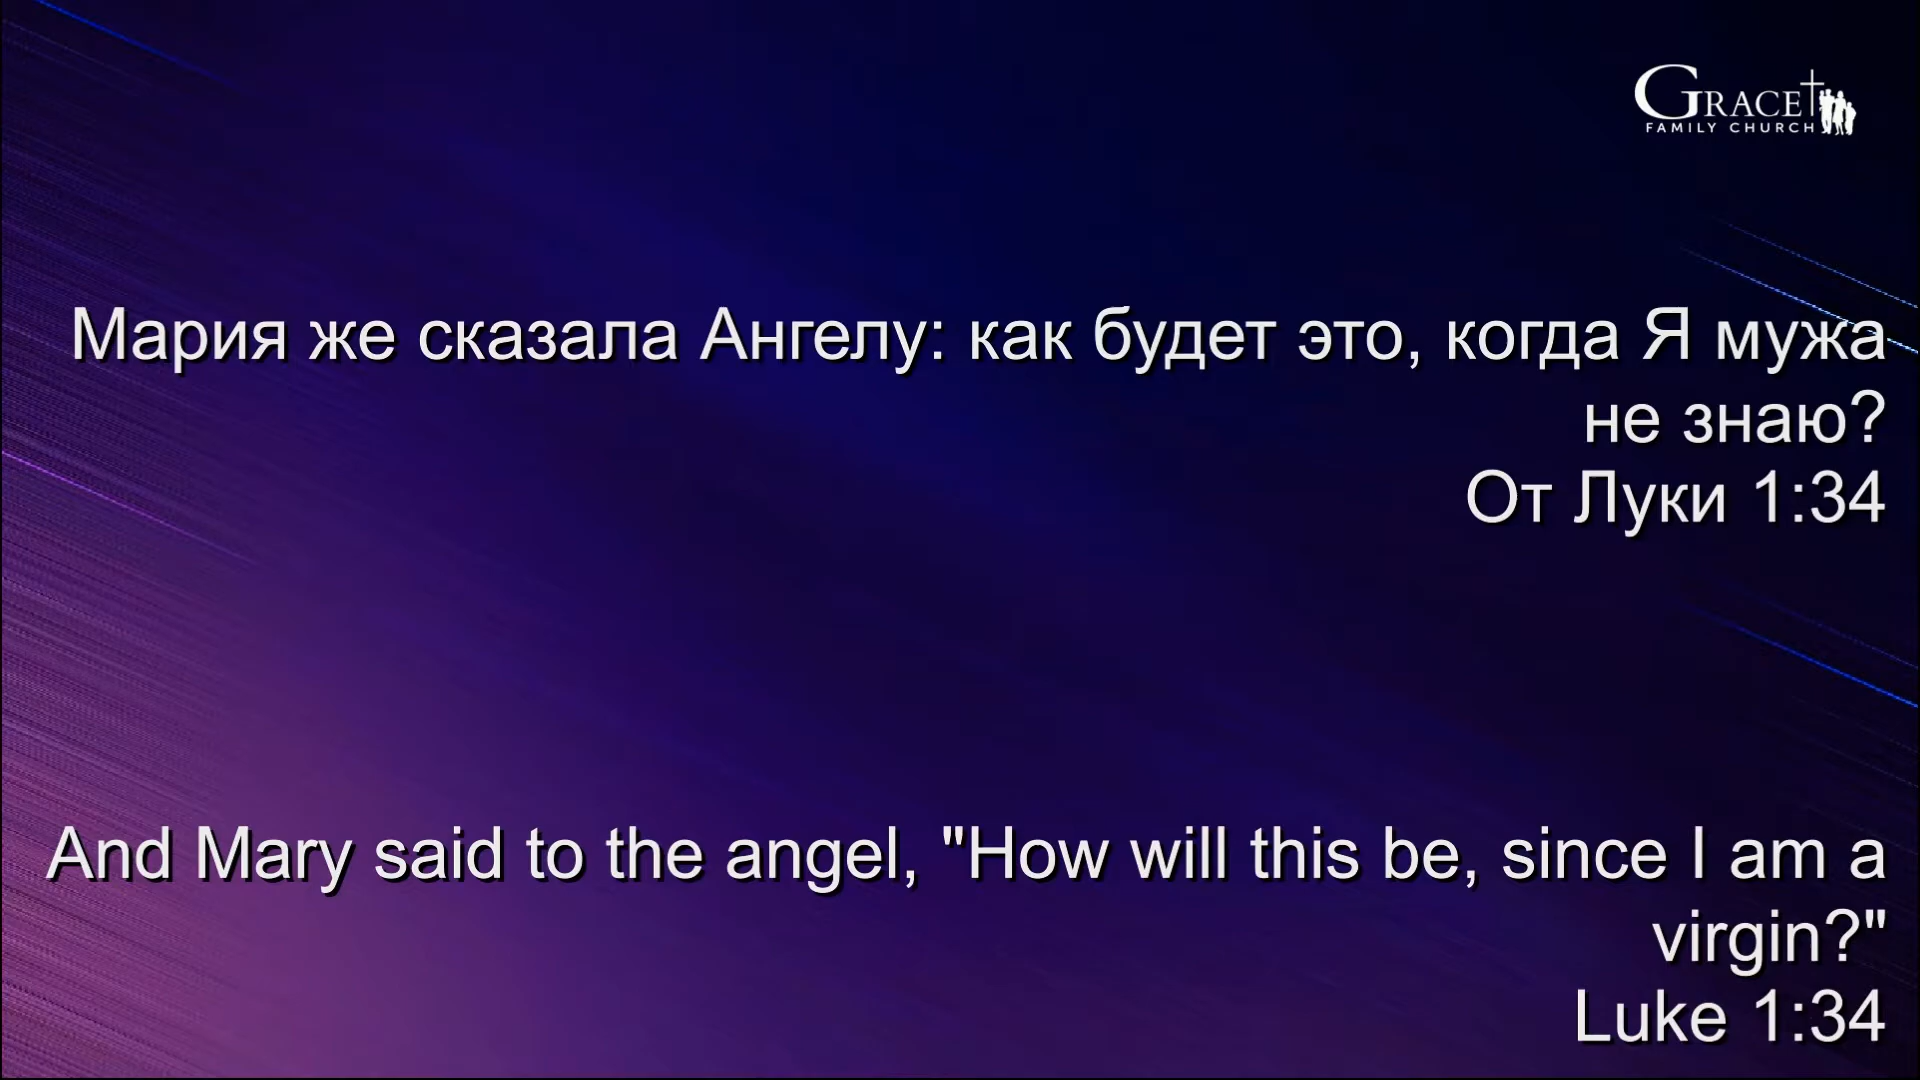 GRACE
FAMILY CHURCH
Мария же сказала Ангелу: как будет это, когда Я мужа
не знаю?
От Луки 1:34
And Mary said to the angel, "How will this be, since I am a
virgin?"
Luke 1:34